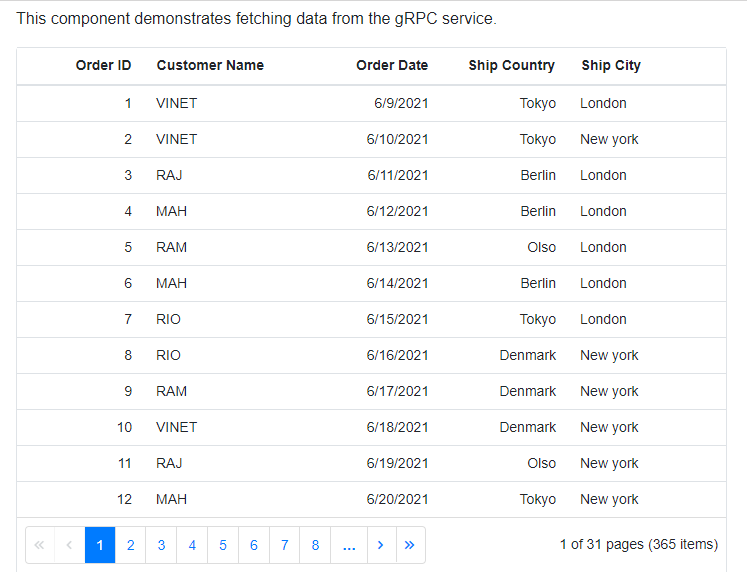 This component demonstrates fetching data from the gRPC service.
Order ID Customer Name Order Date Ship Country Ship City
1 VINET 6/9/2021 Tokyo London
2 VINET 6/10/2021 Tokyo New york
3 RAJ 6/11/2021 Berlin London
4 MAH 6/12/2021 Berlin London
5 RAM 6/13/2021 Olso London
6 MAH 6/14/2021 Berlin London
7 RIO 6/15/2021 Tokyo London
8 RIO 6/16/2021 Denmark New york
9 RAM 6/17/2021 Denmark New york
10 VINET 6/18/2021 Denmark New york
11 RAJ 6/19/2021 Olso New york
12 MAH 6/20/2021 Tokyo New york
« ‹ 1 2 3 4 5 6 7 8 ... › » 1 of 31 pages (365 items)